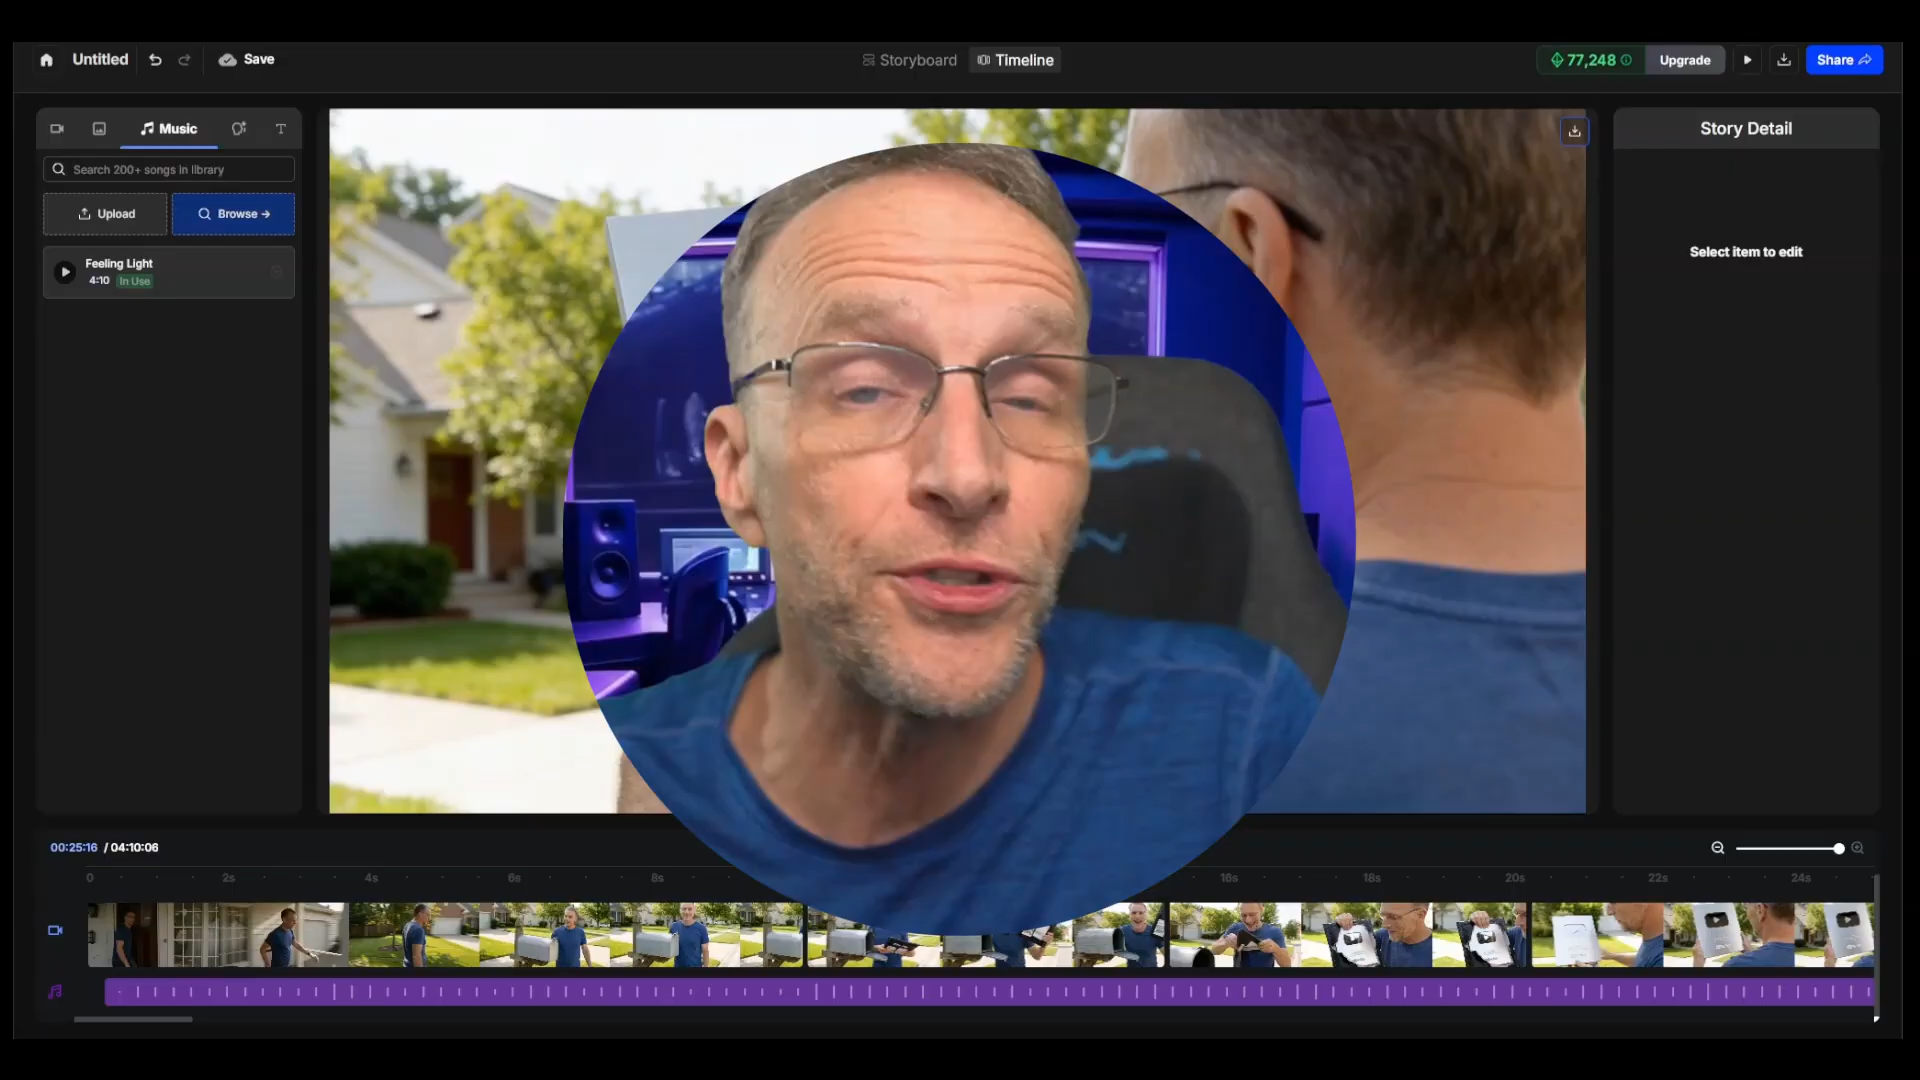 Untitled
Save
Storyboard
Timeline
77,248
Upgrade
Share
Music
Search 200+ songs in library
Upload
Browse
Feeling Light
4:10 In Use
Story Detail
Select item to edit
00:25:16 / 04:10:06
0 2s 4s 6s 8s 16s 18s 20s 22s 24s